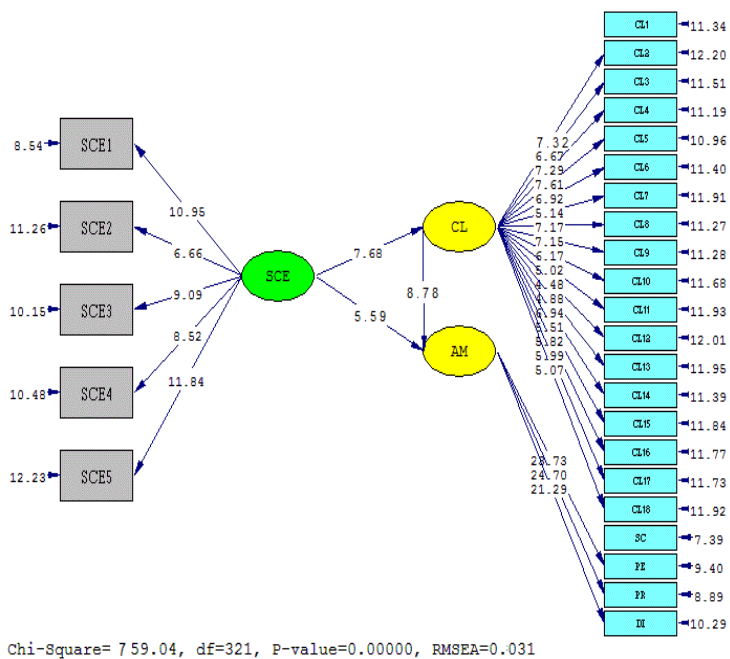 CL1 11.34
CL2 12.20
CL3 11.51
CL4 11.19
CL5 10.96
CL6 11.40
CL7 11.91
CL8 11.27
CL9 11.28
CL10 11.68
CL11 11.93
CL12 12.01
CL13 11.95
CL14 11.39
CL15 11.84
CL16 11.77
CL17 11.73
CL18 11.92
SC 7.39
PE 9.40
PR 8.89
DI 10.29
8.54 SCE1
11.26 SCE2
10.15 SCE3
10.48 SCE4
12.23 SCE5
10.95
6.66
9.09
8.52
11.84
SCE
7.68
5.59
CL
8.78
AM
7.32
6.67
7.29
7.61
6.92
5.14
7.17
7.15
6.17
5.02
4.48
4.88
6.94
5.51
5.82
5.99
5.07
24.70
21.29
Chi-Square= 759.04, df=321, P-value=0.00000, RMSEA=0.031